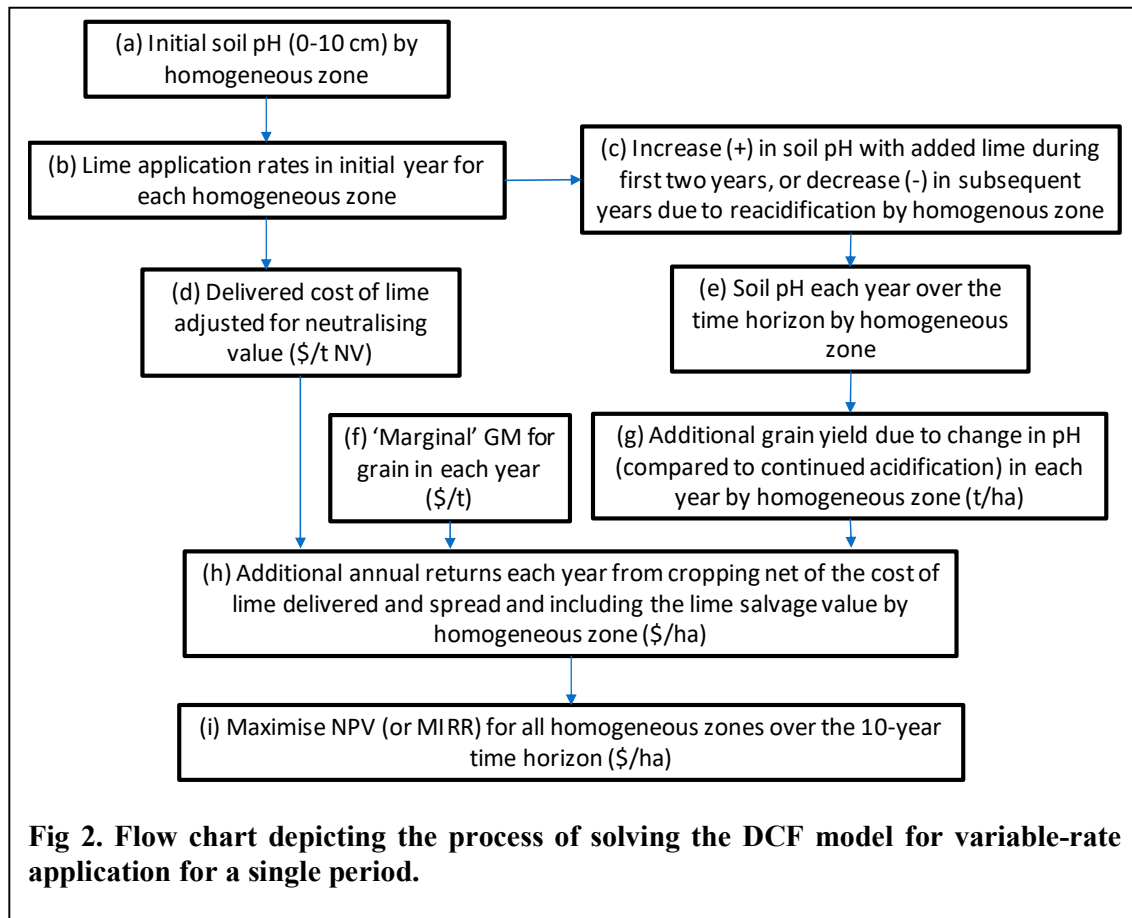 (a) Initial soil pH (0-10 cm) by
homogeneous zone
(b) Lime application rates in initial year for
each homogeneous zone
(c) Increase (+) in soil pH with added lime during
first two years, or decrease (-) in subsequent
years due to reacidification by homogenous zone
(d) Delivered cost of lime
adjusted for neutralising
value ($/t NV)
(e) Soil pH each year over the
time horizon by homogeneous
zone
(f) ‘Marginal’ GM for
grain in each year
($/t)
(g) Additional grain yield due to change in pH
(compared to continued acidification) in each
year by homogeneous zone (t/ha)
(h) Additional annual returns each year from cropping net of the cost of
lime delivered and spread and including the lime salvage value by
homogeneous zone ($/ha)
(i) Maximise NPV (or MIRR) for all homogeneous zones over the 10-year
time horizon ($/ha)
Fig 2. Flow chart depicting the process of solving the DCF model for variable-rate
application for a single period.